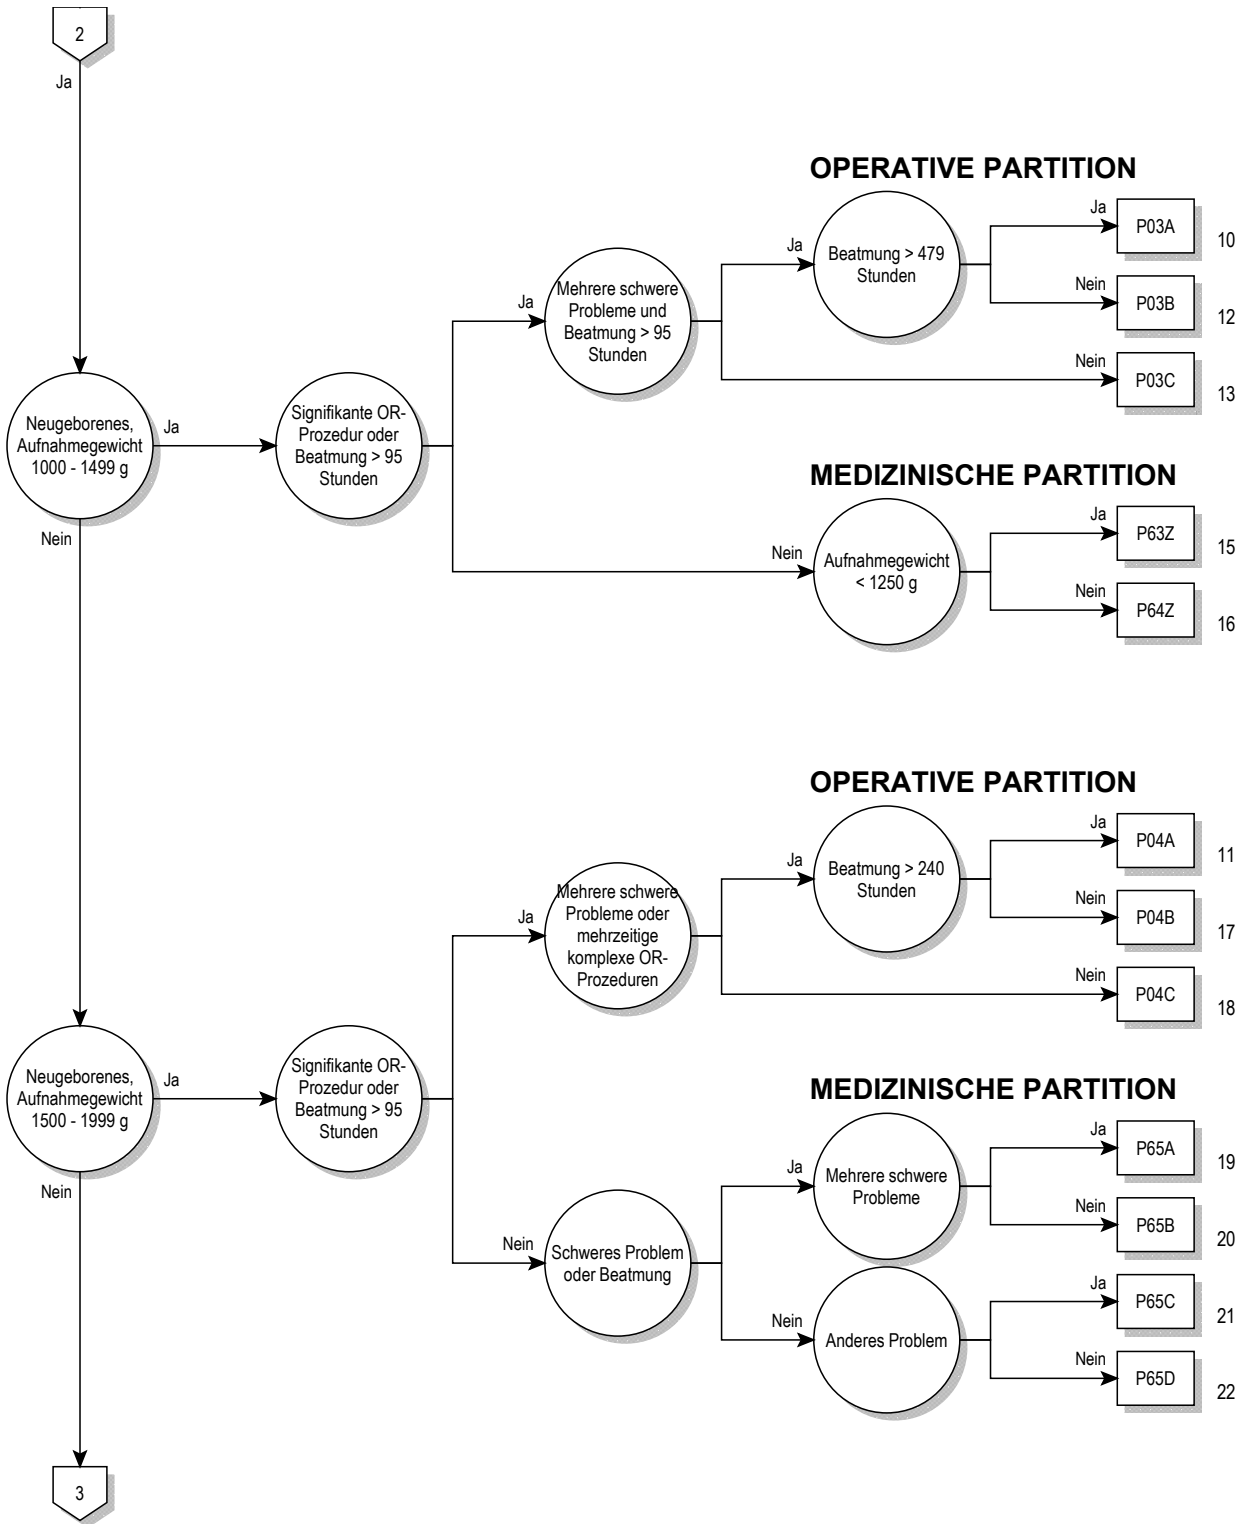 2
Ja
OPERATIVE PARTITION
Ja
P03A
10
Ja
Beatmung > 479
Stunden
Nein
P03B
12
Ja
Mehrere schwere
Probleme und
Beatmung > 95
Stunden
Nein
P03C
13
Neugeborenes,
Aufnahmegewicht
1000 - 1499 g
Ja
Signifikante OR-
Prozedur oder
Beatmung > 95
Stunden
MEDIZINISCHE PARTITION
Ja
P63Z
15
Nein
Nein
Aufnahmegewicht
< 1250 g
Nein
P64Z
16
OPERATIVE PARTITION
Ja
P04A
11
Ja
Beatmung > 240
Stunden
Nein
P04B
17
Ja
Mehrere schwere
Probleme oder
mehrzeitige
komplexe OR-
Prozeduren
Nein
P04C
18
Neugeborenes,
Aufnahmegewicht
1500 - 1999 g
Ja
Signifikante OR-
Prozedur oder
Beatmung > 95
Stunden
MEDIZINISCHE PARTITION
Ja
P65A
19
Nein
Ja
Mehrere schwere
Probleme
Nein
P65B
20
Nein
Schweres Problem
oder Beatmung
Ja
P65C
21
Nein
Anderes Problem
Nein
P65D
22
3